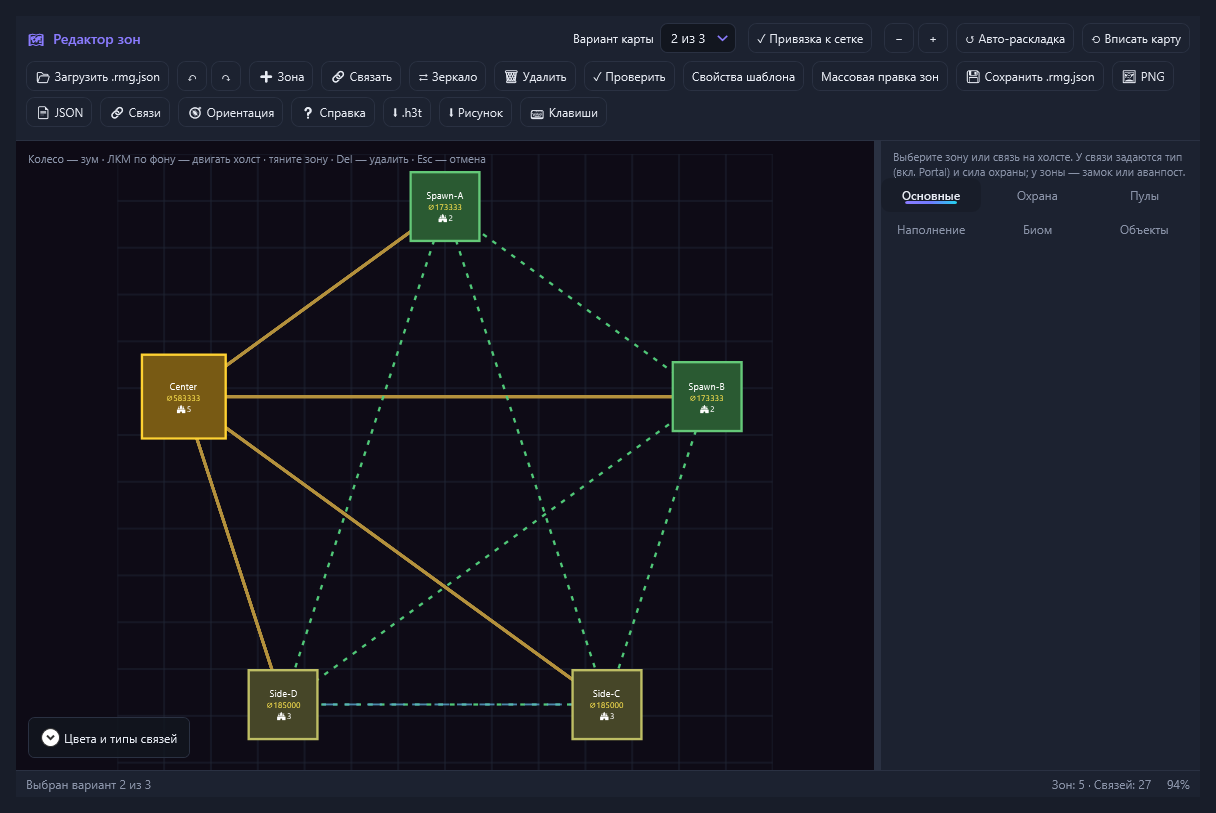 Редактор зон
Вариант карты
2 из 3
✓ Привязка к сетке
−
+
↺ Авто-раскладка
⟲ Вписать карту
Загрузить .rmg.json
↶
↷
Зона
Связать
⇄ Зеркало
Удалить
✓ Проверить
Свойства шаблона
Массовая правка зон
Сохранить .rmg.json
PNG
JSON
Связи
Ориентация
? Справка
⬇ .h3t
⬇ Рисунок
Клавиши
Колесо — зум · ЛКМ по фону — двигать холст · тяните зону · Del — удалить · Esc — отмена
Выберите зону или связь на холсте. У связи задаются тип
(вкл. Portal) и сила охраны; у зоны — замок или аванпост.
Основные
Охрана
Пулы
Наполнение
Биом
Объекты
Spawn-A
⌀173333
2
Center
⌀583333
5
Spawn-B
⌀173333
2
Side-D
⌀185000
3
Side-C
⌀185000
3
Цвета и типы связей
Выбран вариант 2 из 3
Зон: 5 · Связей: 27
94%